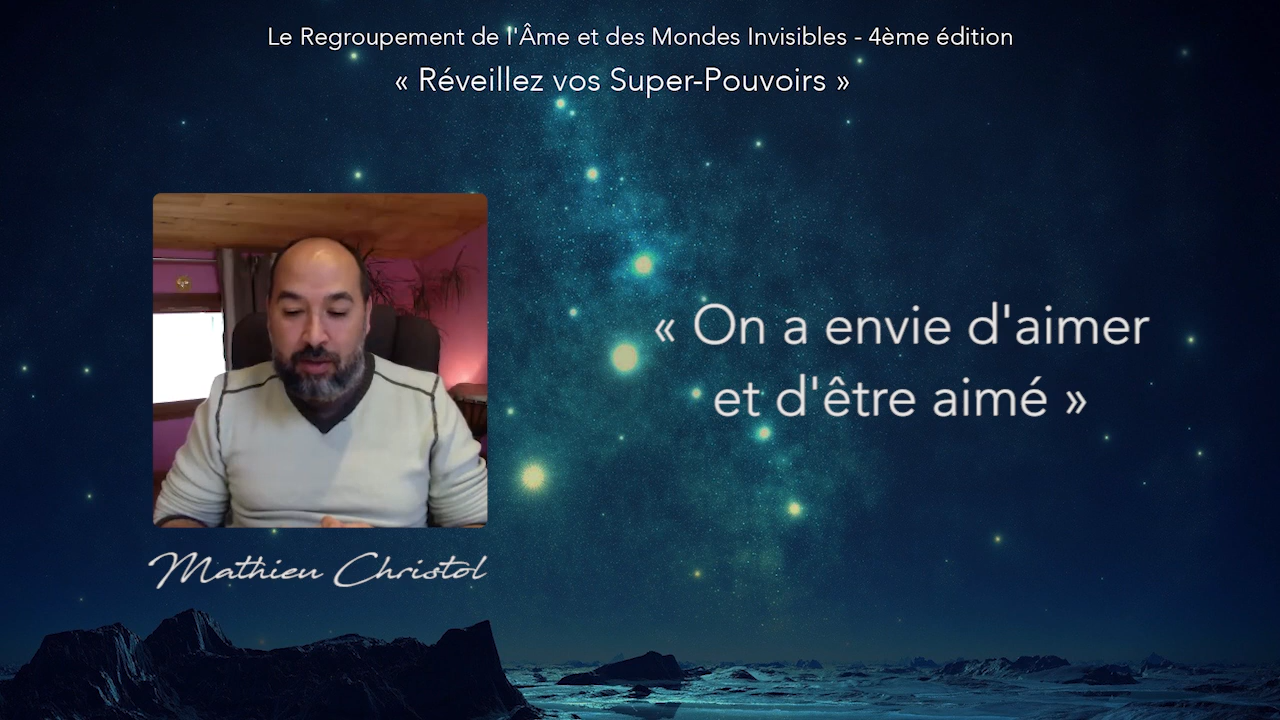 Le Regroupement de l'Âme et des Mondes Invisibles - 4ème édition
« Réveillez vos Super-Pouvoirs »
« On a envie d'aimer
et d'être aimé »
Mathieu Christol